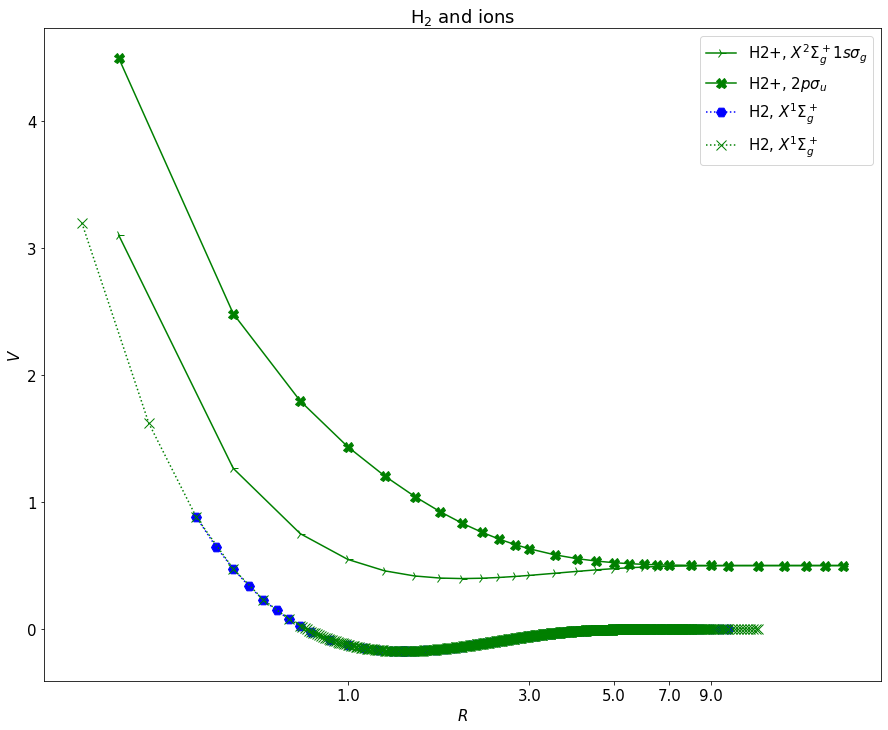 H₂ and ions
H2+, X²Σg⁺1sσg
H2+, 2pσu
H2, X¹Σg⁺
H2, X¹Σg⁺
4
3
2
1
0
V
1.0 3.0 5.0 7.0 9.0
R